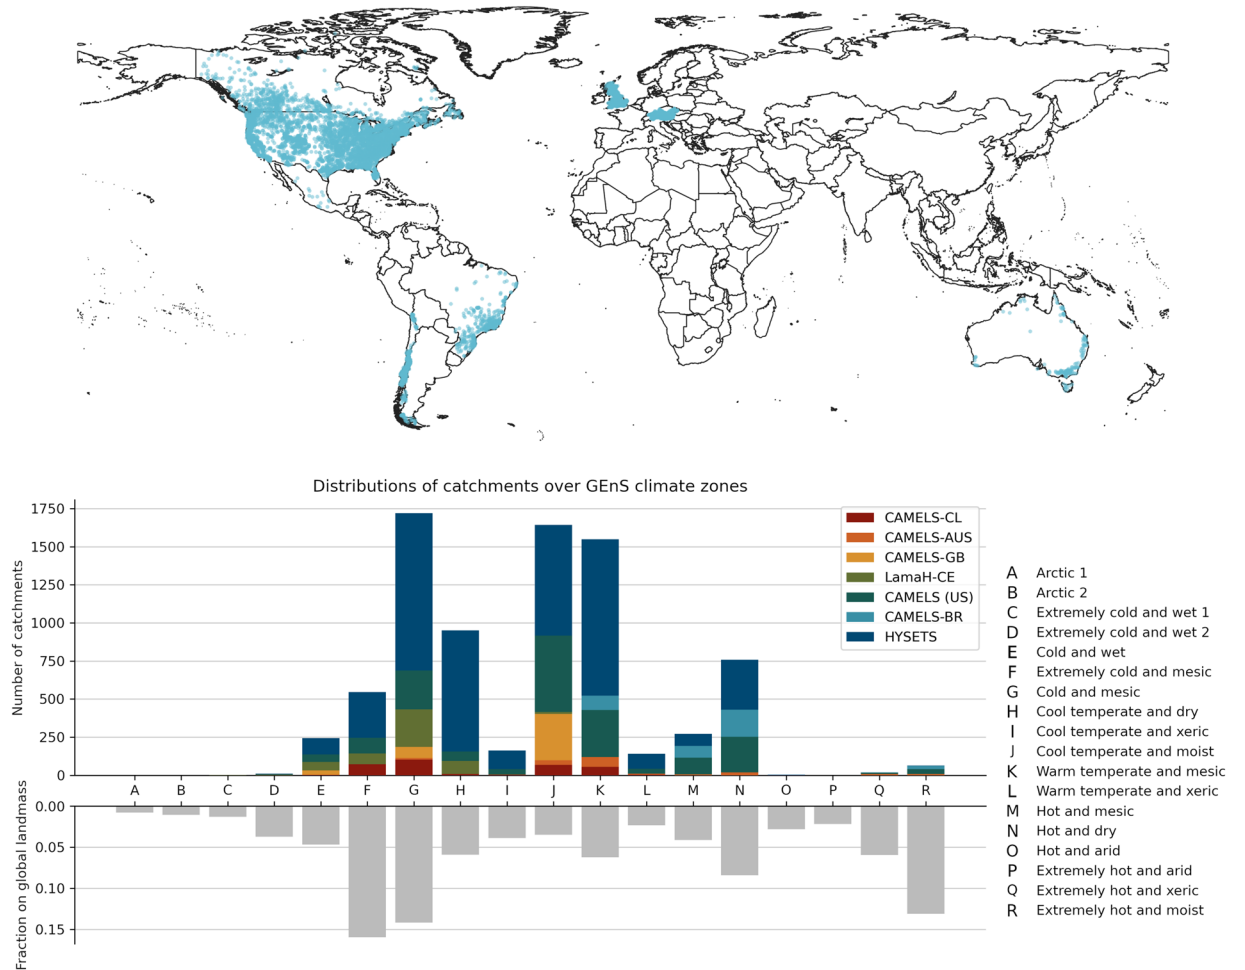 Distributions of catchments over GEnS climate zones
Number of catchments
1750
1500
1250
1000
750
500
250
0
CAMELS-CL
CAMELS-AUS
CAMELS-GB
LamaH-CE
CAMELS (US)
CAMELS-BR
HYSETS
A B C D E F G H I J K L M N O P Q R
Fraction on global landmass
0.00
0.05
0.10
0.15
A Arctic 1
B Arctic 2
C Extremely cold and wet 1
D Extremely cold and wet 2
E Cold and wet
F Extremely cold and mesic
G Cold and mesic
H Cool temperate and dry
I Cool temperate and xeric
J Cool temperate and moist
K Warm temperate and mesic
L Warm temperate and xeric
M Hot and mesic
N Hot and dry
O Hot and arid
P Extremely hot and arid
Q Extremely hot and xeric
R Extremely hot and moist